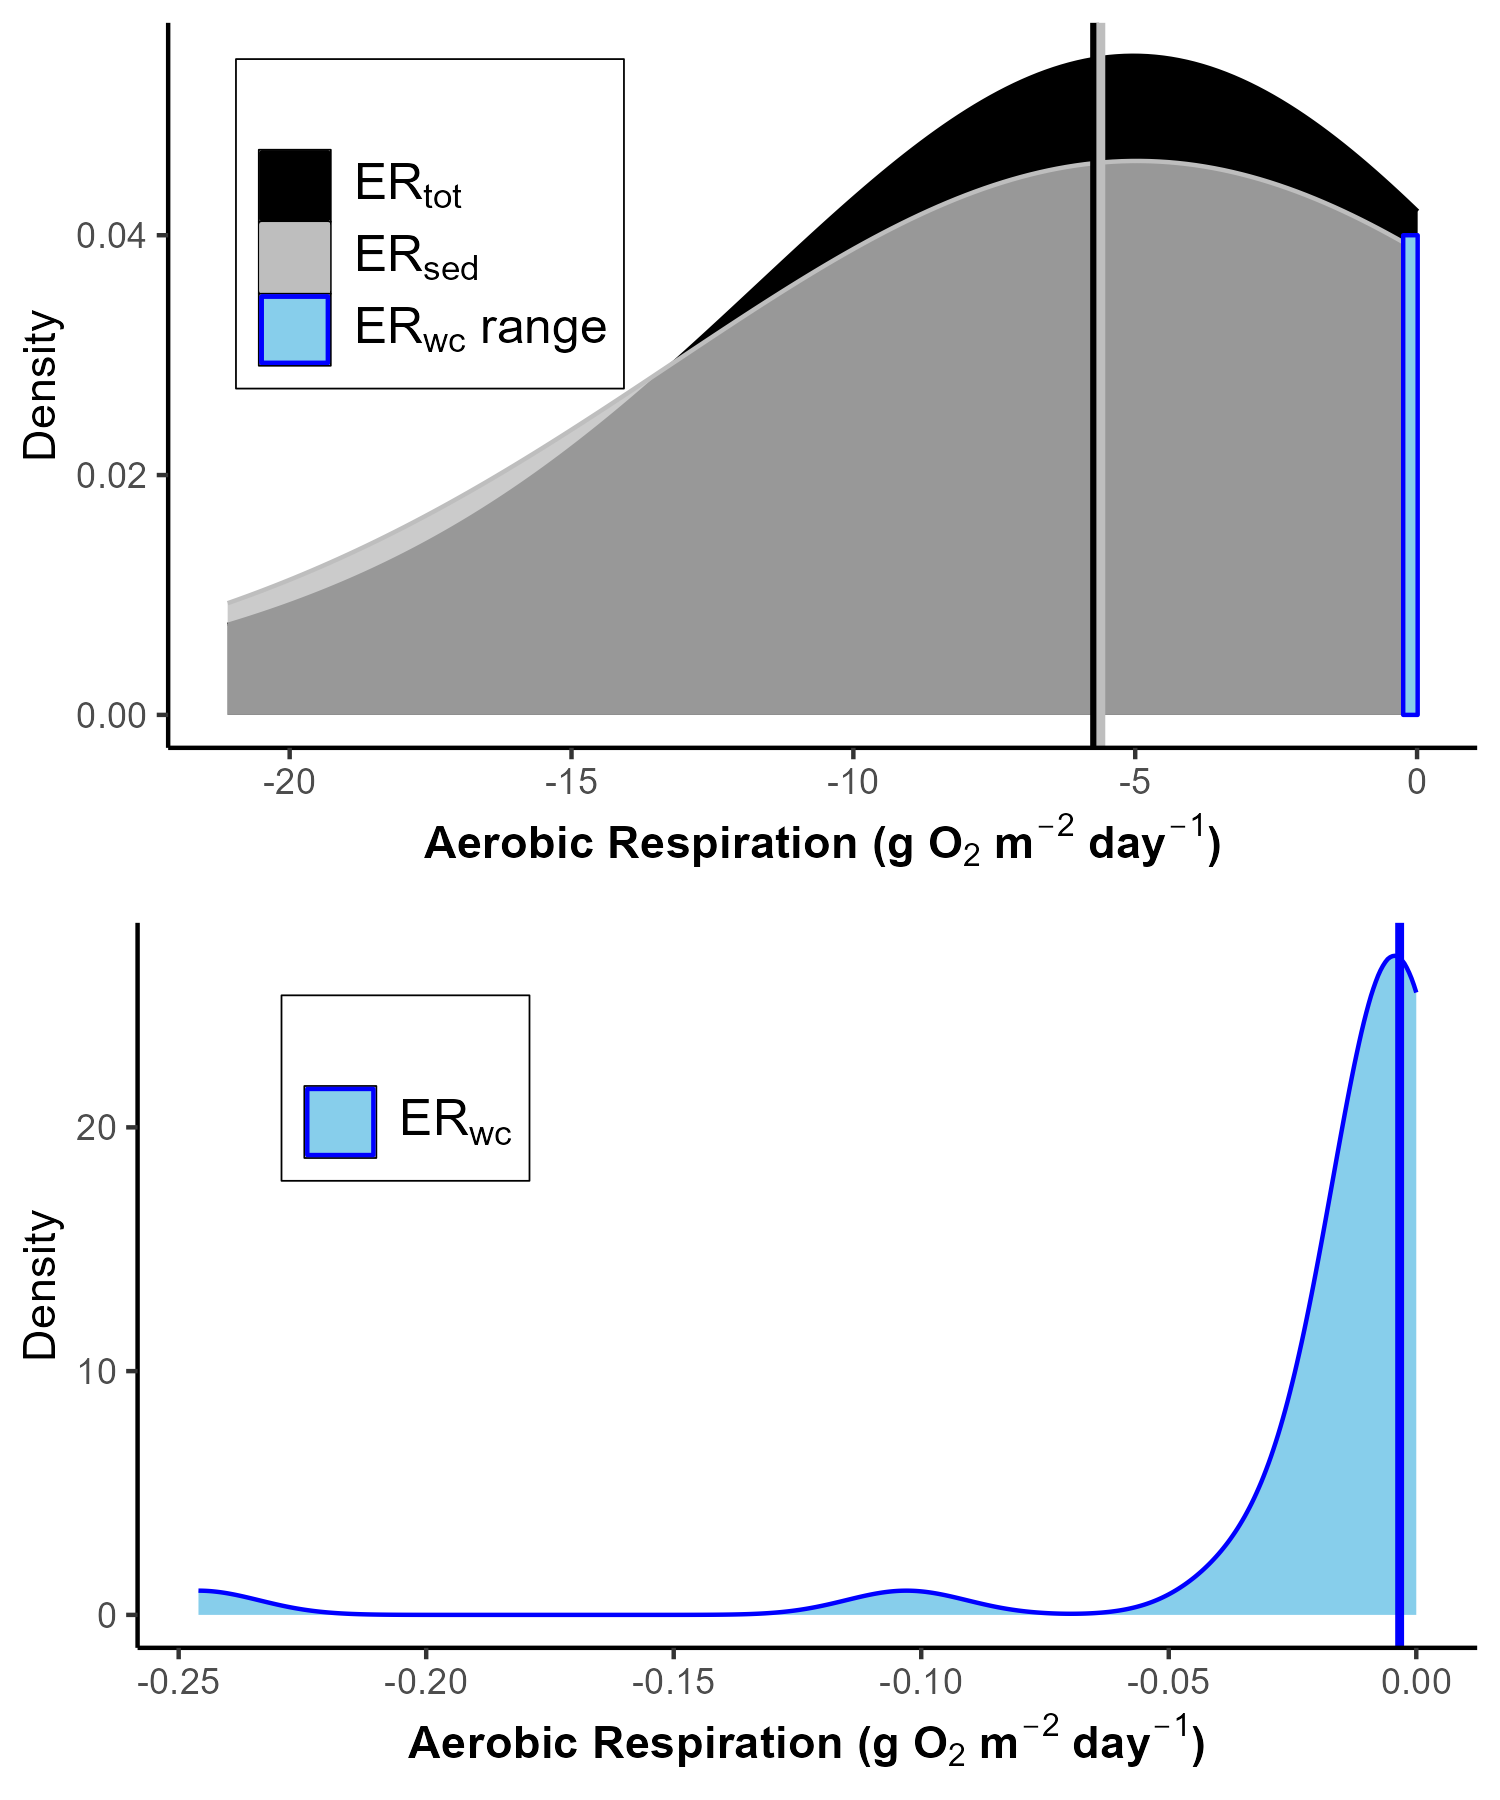 ERtot
ERsed
ERwc range
Density
0.04
0.02
0.00
-20 -15 -10 -5 0
Aerobic Respiration (g O₂ m⁻² day⁻¹)
ERwc
Density
20
10
0
-0.25 -0.20 -0.15 -0.10 -0.05 0.00
Aerobic Respiration (g O₂ m⁻² day⁻¹)